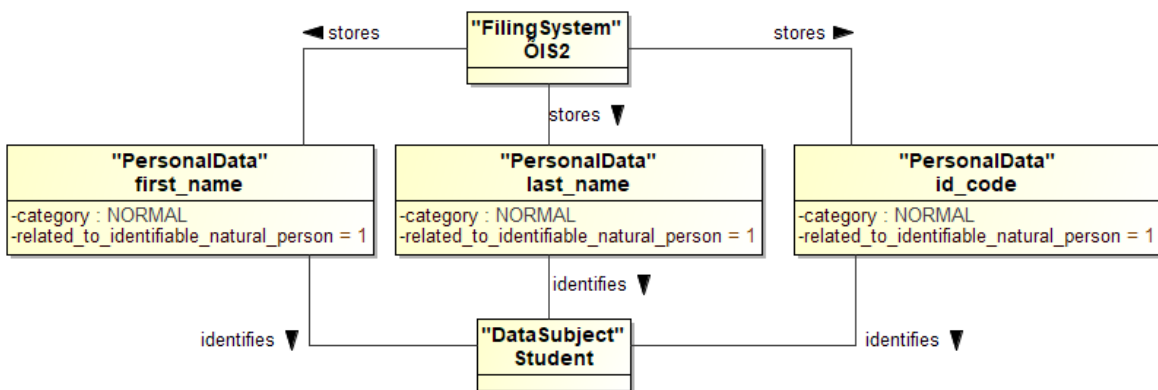 "FilingSystem"
ÕIS2
◄ stores
stores ►
stores ▼
"PersonalData"
first_name
-category : NORMAL
-related_to_identifiable_natural_person = 1
"PersonalData"
last_name
-category : NORMAL
-related_to_identifiable_natural_person = 1
"PersonalData"
id_code
-category : NORMAL
-related_to_identifiable_natural_person = 1
identifies ▼
identifies ▼
identifies ▼
"DataSubject"
Student